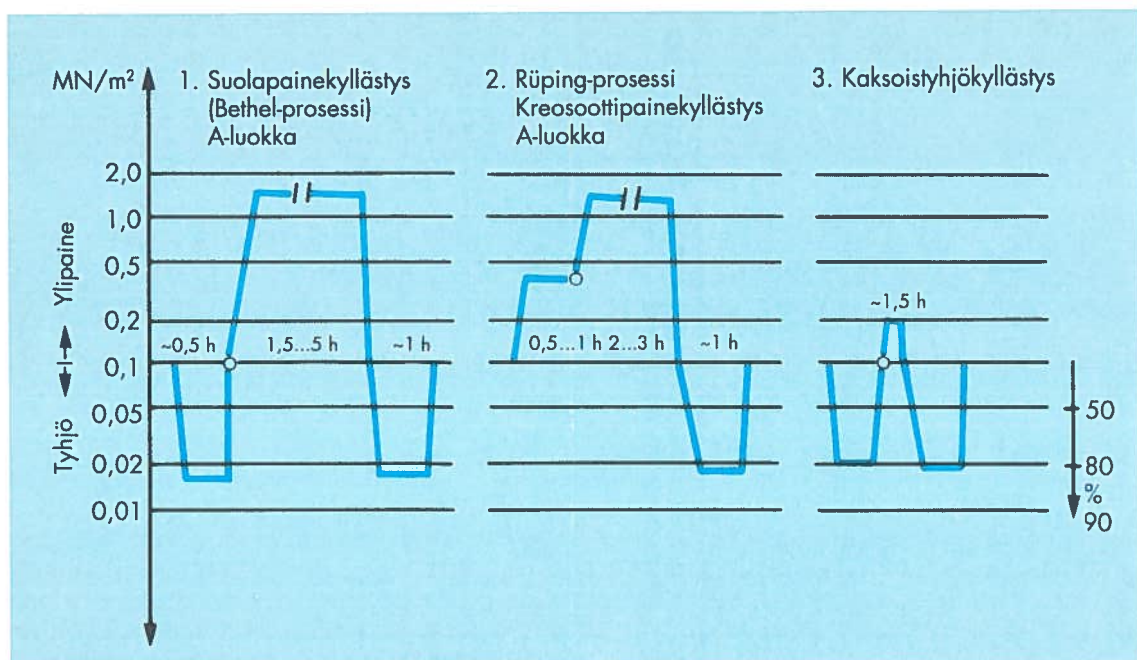 MN/m²
1. Suolapainekyllästys
(Bethel-prosessi)
A-luokka
2. Rüping-prosessi
Kreosoottipainekyllästys
A-luokka
3. Kaksoistyhjökyllästys
2,0
1,0
0,5
0,2
0,1
0,05
0,02
0,01
Ylipaine
Tyhjö
~0,5 h
1,5...5 h
~1 h
0,5...1 h
2...3 h
~1 h
~1,5 h
50
80
%
90